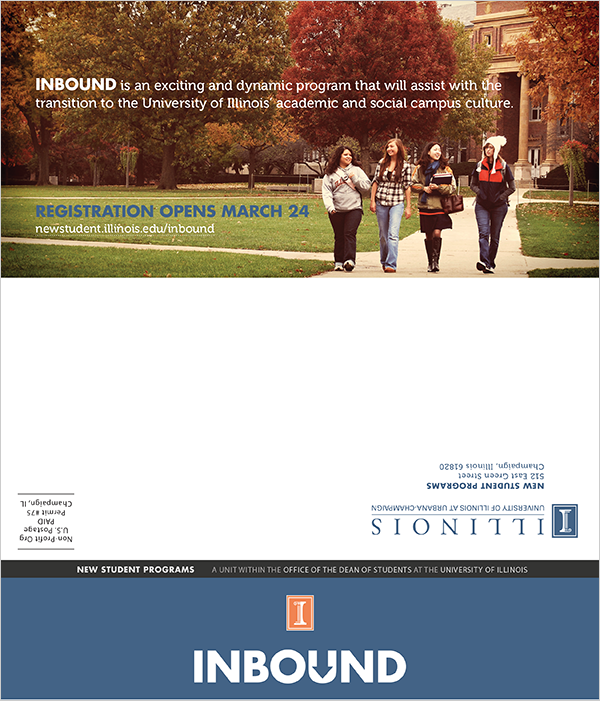 INBOUND is an exciting and dynamic program that will assist with the
transition to the University of Illinois' academic and social campus culture.
REGISTRATION OPENS MARCH 24
newstudent.illinois.edu/inbound
I ILLINOIS
UNIVERSITY OF ILLINOIS AT URBANA-CHAMPAIGN
NEW STUDENT PROGRAMS
512 East Green Street
Champaign, Illinois 61820
Non-Profit Org
U.S. Postage
PAID
Permit #75
Champaign, IL
NEW STUDENT PROGRAMS A UNIT WITHIN THE OFFICE OF THE DEAN OF STUDENTS AT THE UNIVERSITY OF ILLINOIS
I
INBOUND